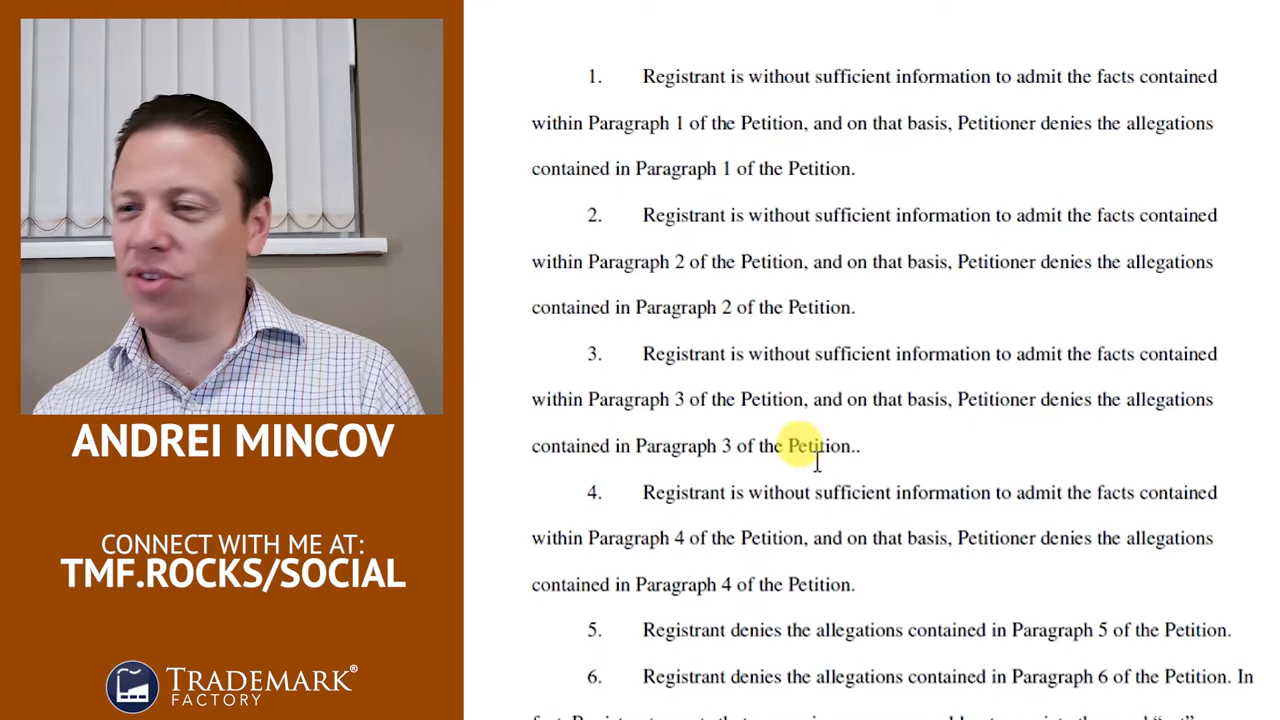 1. Registrant is without sufficient information to admit the facts contained
within Paragraph 1 of the Petition, and on that basis, Petitioner denies the allegations
contained in Paragraph 1 of the Petition.
2. Registrant is without sufficient information to admit the facts contained
within Paragraph 2 of the Petition, and on that basis, Petitioner denies the allegations
contained in Paragraph 2 of the Petition.
3. Registrant is without sufficient information to admit the facts contained
within Paragraph 3 of the Petition, and on that basis, Petitioner denies the allegations
contained in Paragraph 3 of the Petition..
4. Registrant is without sufficient information to admit the facts contained
within Paragraph 4 of the Petition, and on that basis, Petitioner denies the allegations
contained in Paragraph 4 of the Petition.
5. Registrant denies the allegations contained in Paragraph 5 of the Petition.
6. Registrant denies the allegations contained in Paragraph 6 of the Petition. In
ANDREI MINCOV
CONNECT WITH ME AT:
TMF.ROCKS/SOCIAL
TRADEMARK®
FACTORY